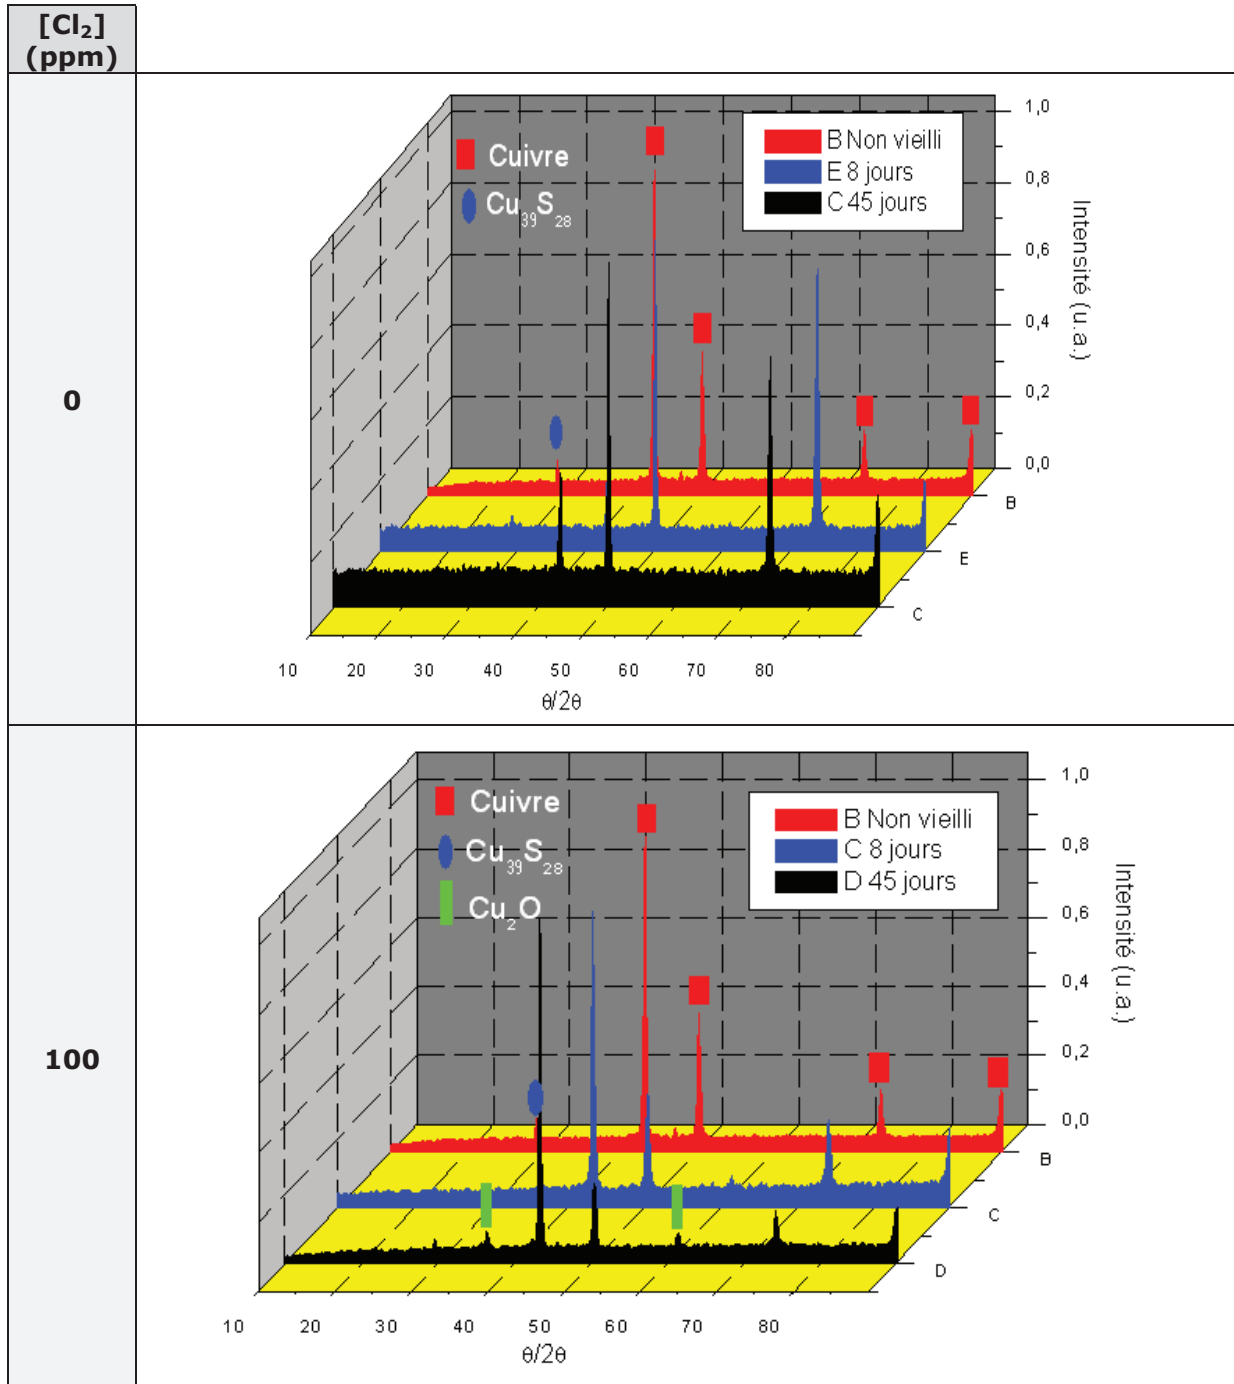 [Cl₂]
(ppm)
0
Cuivre
Cu₃₉S₂₈
B Non vieilli
E 8 jours
C 45 jours
1,0
0,8
0,6
0,4
0,2
0,0
Intensité (u.a.)
B
E
C
10 20 30 40 50 60 70 80
θ/2θ
100
Cuivre
Cu₃₉S₂₈
Cu₂O
B Non vieilli
C 8 jours
D 45 jours
1,0
0,8
0,6
0,4
0,2
0,0
Intensité (u.a.)
B
C
D
10 20 30 40 50 60 70 80
θ/2θ